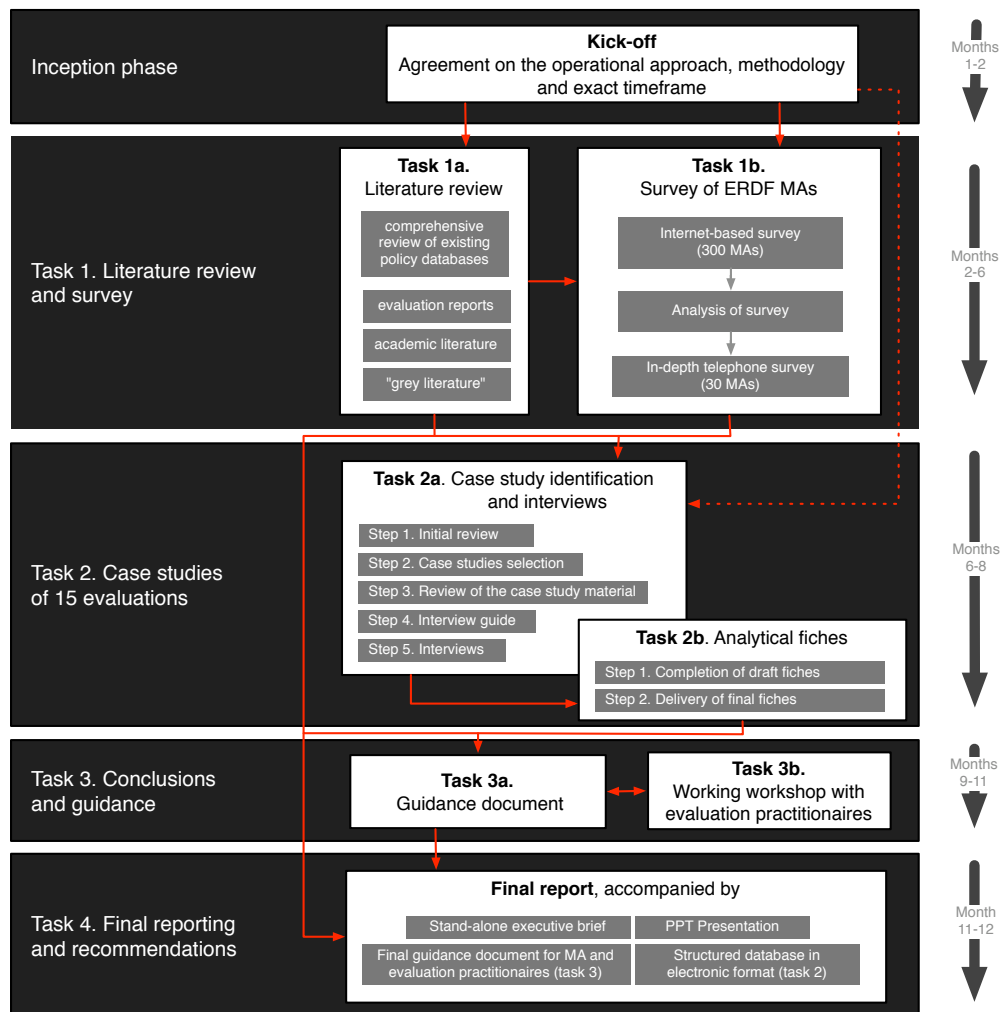 Inception phase
Kick-off
Agreement on the operational approach, methodology
and exact timeframe
Months
1-2
Task 1. Literature review
and survey
Task 1a.
Literature review
comprehensive
review of existing
policy databases
evaluation reports
academic literature
"grey literature"
Task 1b.
Survey of ERDF MAs
Internet-based survey
(300 MAs)
Analysis of survey
In-depth telephone survey
(30 MAs)
Months
2-6
Task 2. Case studies
of 15 evaluations
Task 2a. Case study identification
and interviews
Step 1. Initial review
Step 2. Case studies selection
Step 3. Review of the case study material
Step 4. Interview guide
Step 5. Interviews
Task 2b. Analytical fiches
Step 1. Completion of draft fiches
Step 2. Delivery of final fiches
Months
6-8
Task 3. Conclusions
and guidance
Task 3a.
Guidance document
Task 3b.
Working workshop with
evaluation practitionaires
Months
9-11
Task 4. Final reporting
and recommendations
Final report, accompanied by
Stand-alone executive brief
PPT Presentation
Final guidance document for MA and
evaluation practitionaires (task 3)
Structured database in
electronic format (task 2)
Month
11-12